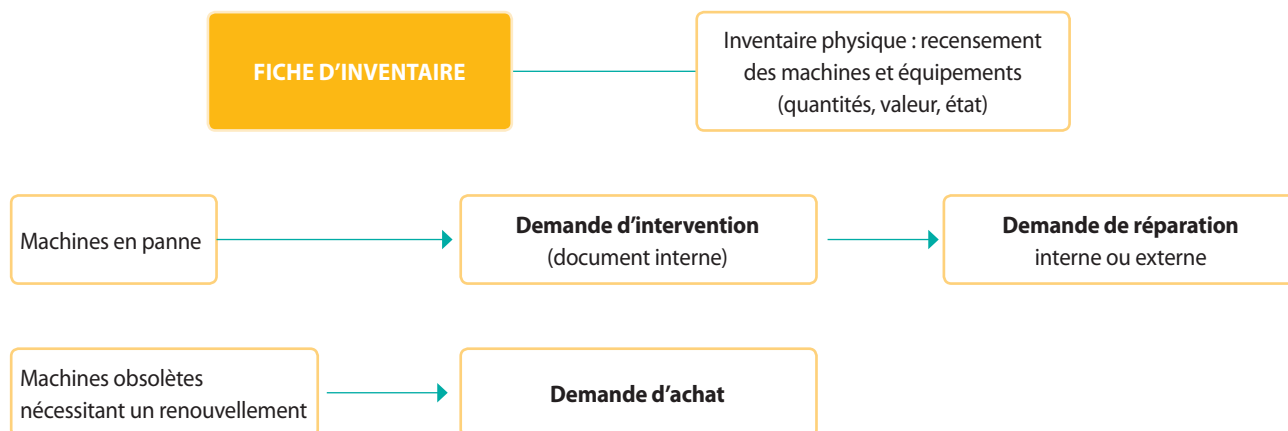 FICHE D’INVENTAIRE
Inventaire physique : recensement
des machines et équipements
(quantités, valeur, état)
Machines en panne
Demande d’intervention
(document interne)
Demande de réparation
interne ou externe
Machines obsolètes
nécessitant un renouvellement
Demande d’achat